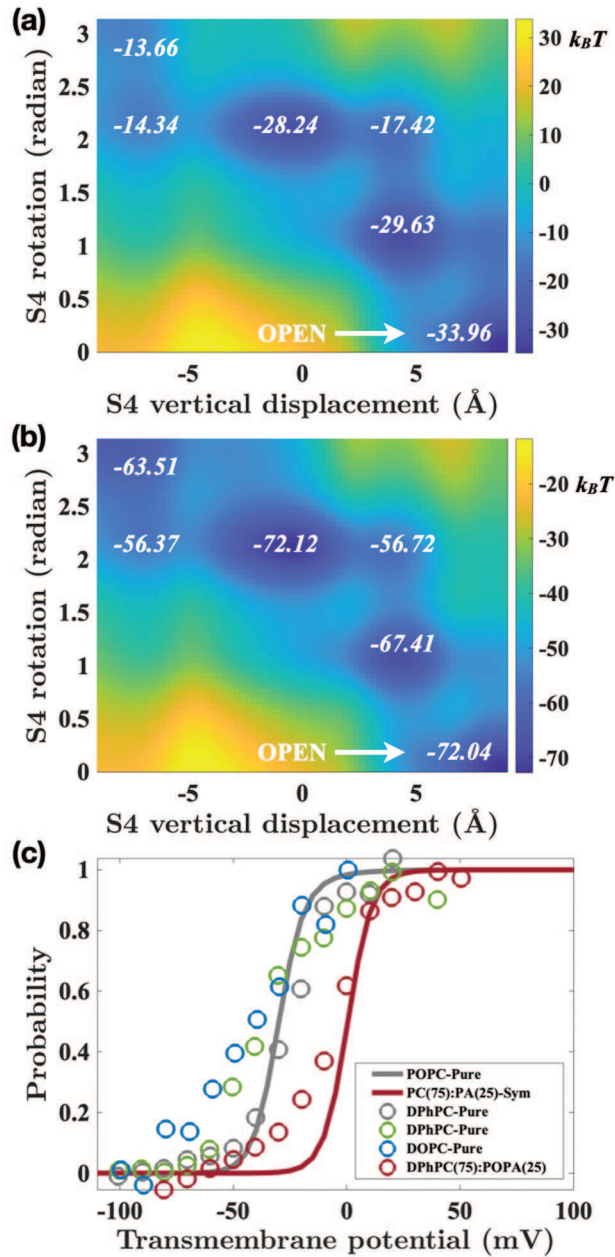 (a)
3
-13.66
30
k_BT
2.5
20
2
-14.34
-28.24
-17.42
10
1.5
0
1
-29.63
-10
0.5
-20
OPEN
-33.96
-30
0
-5
0
5
S4 rotation (radian)
S4 vertical displacement (Å)
(b)
3
-63.51
-20
k_BT
2.5
-30
2
-56.37
-72.12
-56.72
-40
1.5
-50
1
-67.41
-60
0.5
OPEN
-72.04
-70
0
-5
0
5
S4 rotation (radian)
S4 vertical displacement (Å)
(c)
1
0.8
0.6
0.4
0.2
0
Probability
POPC-Pure
PC(75):PA(25)-Sym
DPhPC-Pure
DPhPC-Pure
DOPC-Pure
DPhPC(75):POPA(25)
-100
-50
0
50
100
Transmembrane potential (mV)